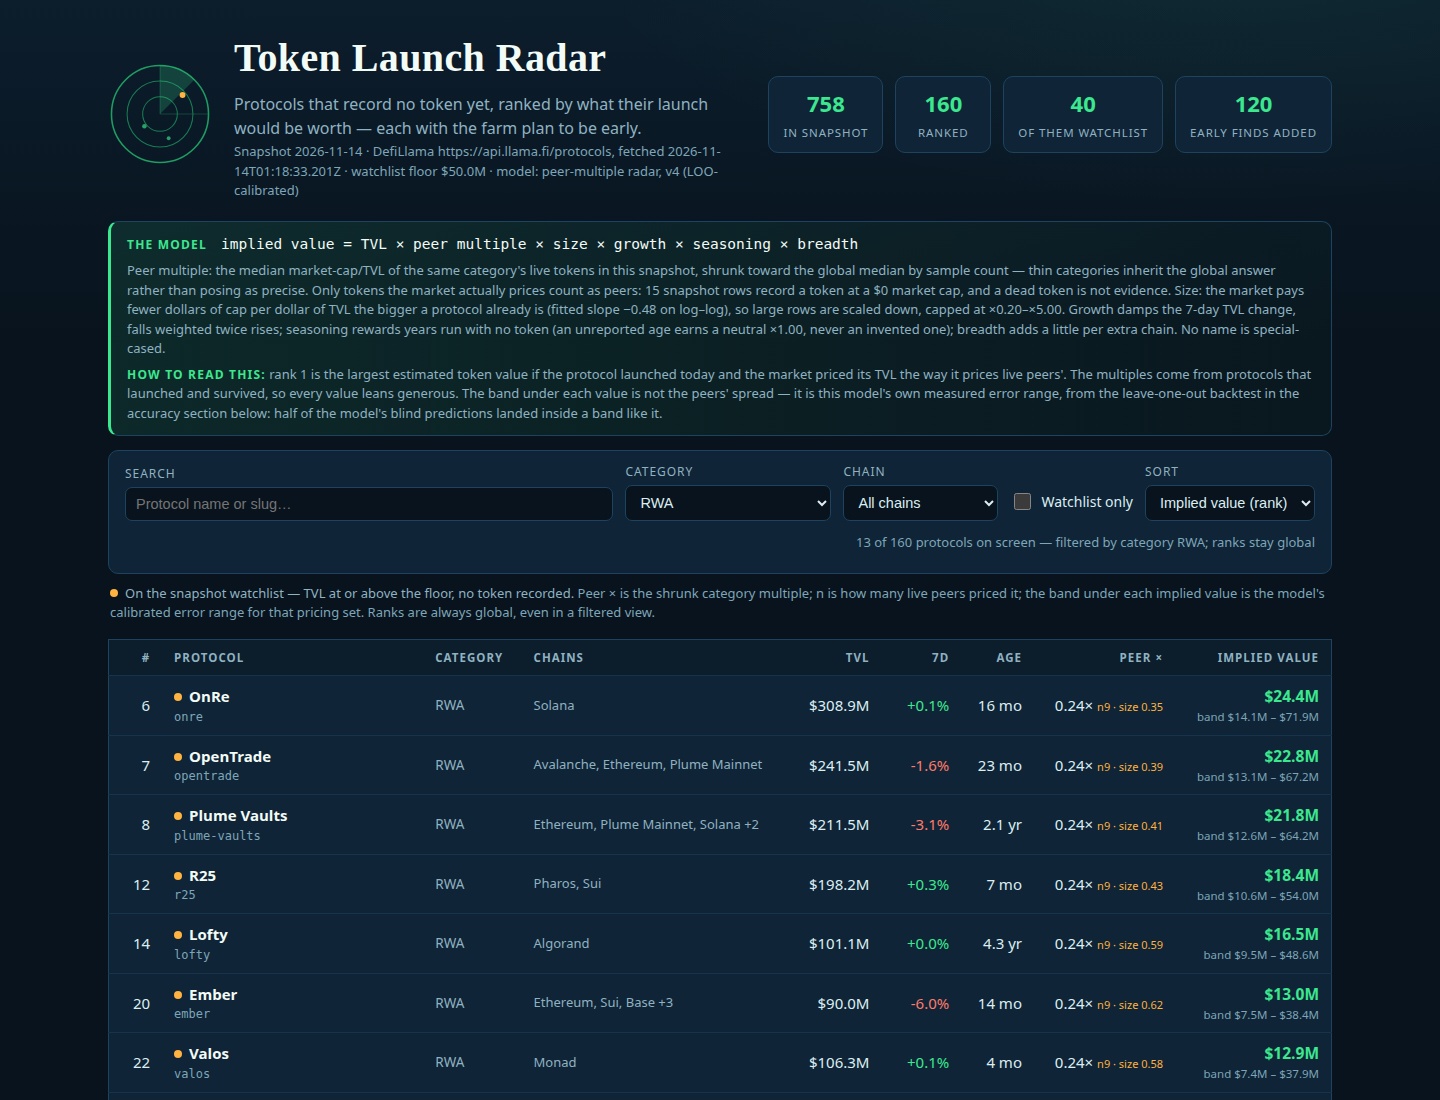 Token Launch Radar
Protocols that record no token yet, ranked by what their launch
would be worth — each with the farm plan to be early.
Snapshot 2026-11-14 · DefiLlama https://api.llama.fi/protocols, fetched 2026-11-
14T01:18:33.201Z · watchlist floor $50.0M · model: peer-multiple radar, v4 (LOO-
calibrated)
758
IN SNAPSHOT
160
RANKED
40
OF THEM WATCHLIST
120
EARLY FINDS ADDED
THE MODEL implied value = TVL × peer multiple × size × growth × seasoning × breadth
Peer multiple: the median market-cap/TVL of the same category's live tokens in this snapshot, shrunk toward the global median by sample count — thin categories inherit the global answer
rather than posing as precise. Only tokens the market actually prices count as peers: 15 snapshot rows record a token at a $0 market cap, and a dead token is not evidence. Size: the market pays
fewer dollars of cap per dollar of TVL the bigger a protocol already is (fitted slope −0.48 on log–log), so large rows are scaled down, capped at ×0.20–×5.00. Growth damps the 7-day TVL change,
falls weighted twice rises; seasoning rewards years run with no token (an unreported age earns a neutral ×1.00, never an invented one); breadth adds a little per extra chain. No name is special-
cased.
HOW TO READ THIS: rank 1 is the largest estimated token value if the protocol launched today and the market priced its TVL the way it prices live peers'. The multiples come from protocols that
launched and survived, so every value leans generous. The band under each value is not the peers' spread — it is this model's own measured error range, from the leave-one-out backtest in the
accuracy section below: half of the model's blind predictions landed inside a band like it.
SEARCH
Protocol name or slug…
CATEGORY
RWA
CHAIN
All chains
Watchlist only
SORT
Implied value (rank)
13 of 160 protocols on screen — filtered by category RWA; ranks stay global
On the snapshot watchlist — TVL at or above the floor, no token recorded. Peer × is the shrunk category multiple; n is how many live peers priced it; the band under each implied value is the model's
calibrated error range for that pricing set. Ranks are always global, even in a filtered view.
# PROTOCOL CATEGORY CHAINS TVL 7D AGE PEER × IMPLIED VALUE
6 OnRe RWA Solana $308.9M +0.1% 16 mo 0.24× n9 · size 0.35 $24.4M
onre band $14.1M – $71.9M
7 OpenTrade RWA Avalanche, Ethereum, Plume Mainnet $241.5M -1.6% 23 mo 0.24× n9 · size 0.39 $22.8M
opentrade band $13.1M – $67.2M
8 Plume Vaults RWA Ethereum, Plume Mainnet, Solana +2 $211.5M -3.1% 2.1 yr 0.24× n9 · size 0.41 $21.8M
plume-vaults band $12.6M – $64.2M
12 R25 RWA Pharos, Sui $198.2M +0.3% 7 mo 0.24× n9 · size 0.43 $18.4M
r25 band $10.6M – $54.0M
14 Lofty RWA Algorand $101.1M +0.0% 4.3 yr 0.24× n9 · size 0.59 $16.5M
lofty band $9.5M – $48.6M
20 Ember RWA Ethereum, Sui, Base +3 $90.0M -6.0% 14 mo 0.24× n9 · size 0.62 $13.0M
ember band $7.5M – $38.4M
22 Valos RWA Monad $106.3M +0.1% 4 mo 0.24× n9 · size 0.58 $12.9M
valos band $7.4M – $37.9M